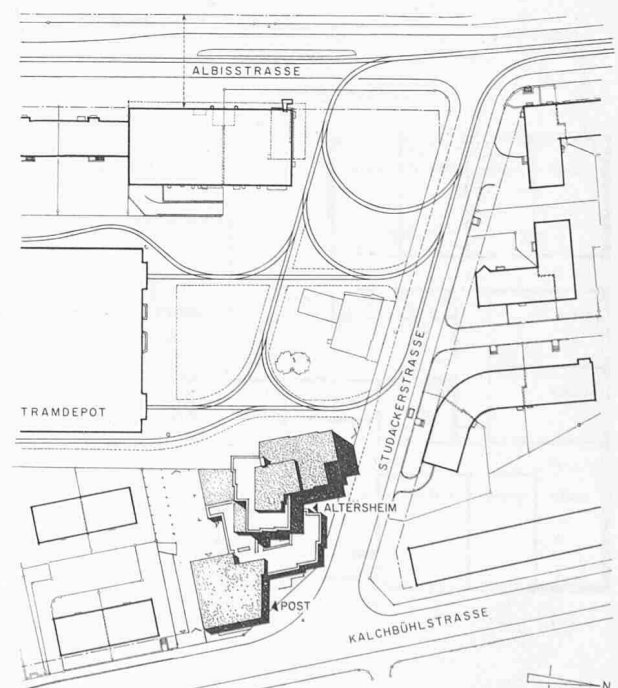 ALBISSTRASSE
STUDACKERSTRASSE
TRAMDEPOT
ALTERSHEIM
POST
KALCHBÜHLSTRASSE
N